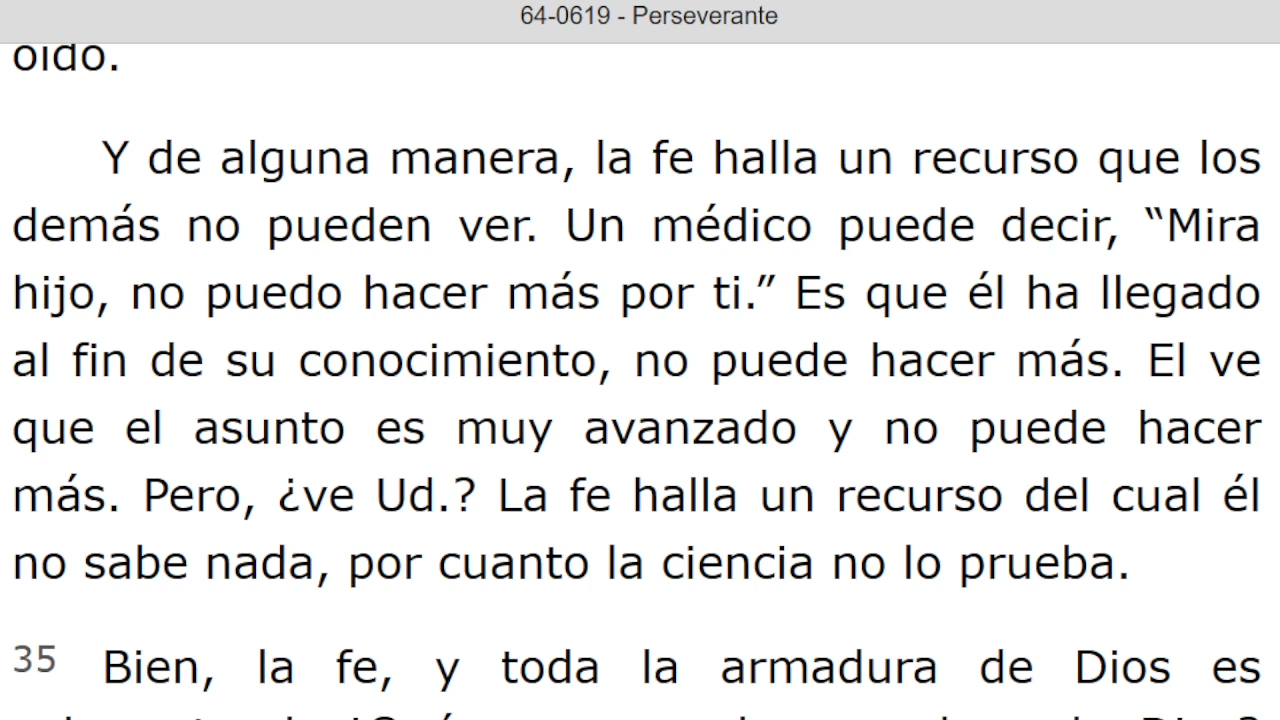 64-0619 - Perseverante
oído.
Y de alguna manera, la fe halla un recurso que los
demás no pueden ver. Un médico puede decir, “Mira
hijo, no puedo hacer más por ti.” Es que él ha llegado
al fin de su conocimiento, no puede hacer más. El ve
que el asunto es muy avanzado y no puede hacer
más. Pero, ¿ve Ud.? La fe halla un recurso del cual él
no sabe nada, por cuanto la ciencia no lo prueba.
35 Bien, la fe, y toda la armadura de Dios es